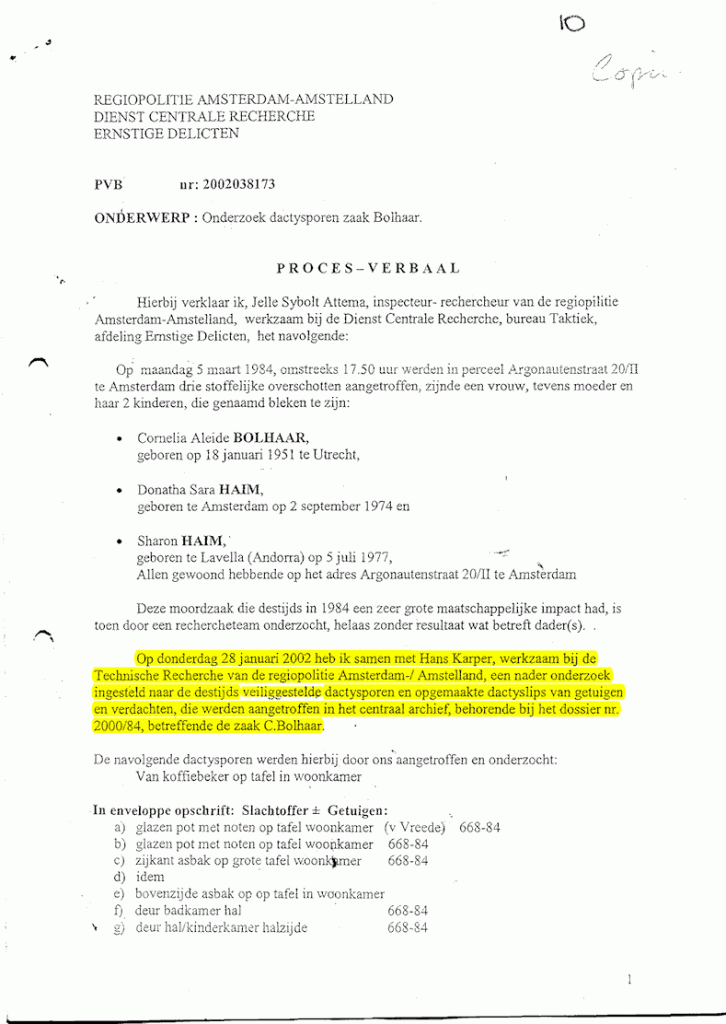 10
Copie
REGIOPOLITIE AMSTERDAM-AMSTELLAND
DIENST CENTRALE RECHERCHE
ERNSTIGE DELICTEN
PVB nr: 2002038173
ONDERWERP : Onderzoek dactysporen zaak Bolhaar.
PROCES-VERBAAL
Hierbij verklaar ik, Jelle Sybolt Attema, inspecteur- rechercheur van de regiopilitie
Amsterdam-Amstelland, werkzaam bij de Dienst Centrale Recherche, bureau Taktiek,
afdeling Ernstige Delicten, het navolgende:
Op maandag 5 maart 1984, omstreeks 17.50 uur werden in perceel Argonautenstraat 20/II
te Amsterdam drie stoffelijke overschotten aangetroffen, zijnde een vrouw, tevens moeder en
haar 2 kinderen, die genaamd bleken te zijn:
• Cornelia Aleide BOLHAAR,
geboren op 18 januari 1951 te Utrecht,
• Donatha Sara HAIM,
geboren te Amsterdam op 2 september 1974 en
• Sharon HAIM,
geboren te Lavella (Andorra) op 5 juli 1977,
Allen gewoond hebbende op het adres Argonautenstraat 20/II te Amsterdam
Deze moordzaak die destijds in 1984 een zeer grote maatschappelijke impact had, is
toen door een rechercheteam onderzocht, helaas zonder resultaat wat betreft dader(s). .
Op donderdag 28 januari 2002 heb ik samen met Hans Karper, werkzaam bij de
Technische Recherche van de regiopolitie Amsterdam-/ Amstelland, een nader onderzoek
ingesteld naar de destijds veiliggestelde dactysporen en opgemaakte dactyslips van getuigen
en verdachten, die werden aangetroffen in het centraal archief, behorende bij het dossier nr.
2000/84, betreffende de zaak C.Bolhaar.
De navolgende dactysporen werden hierbij door ons aangetroffen en onderzocht:
Van koffiebeker op tafel in woonkamer
In enveloppe opschrift: Slachtoffer ± Getuigen:
a) glazen pot met noten op tafel woonkamer (v Vreede) 668-84
b) glazen pot met noten op tafel woonkamer 668-84
c) zijkant asbak op grote tafel woonkamer 668-84
d) idem
e) bovenzijde asbak op op tafel in woonkamer
f) deur badkamer hal 668-84
g) deur hal/kinderkamer halzijde 668-84
1